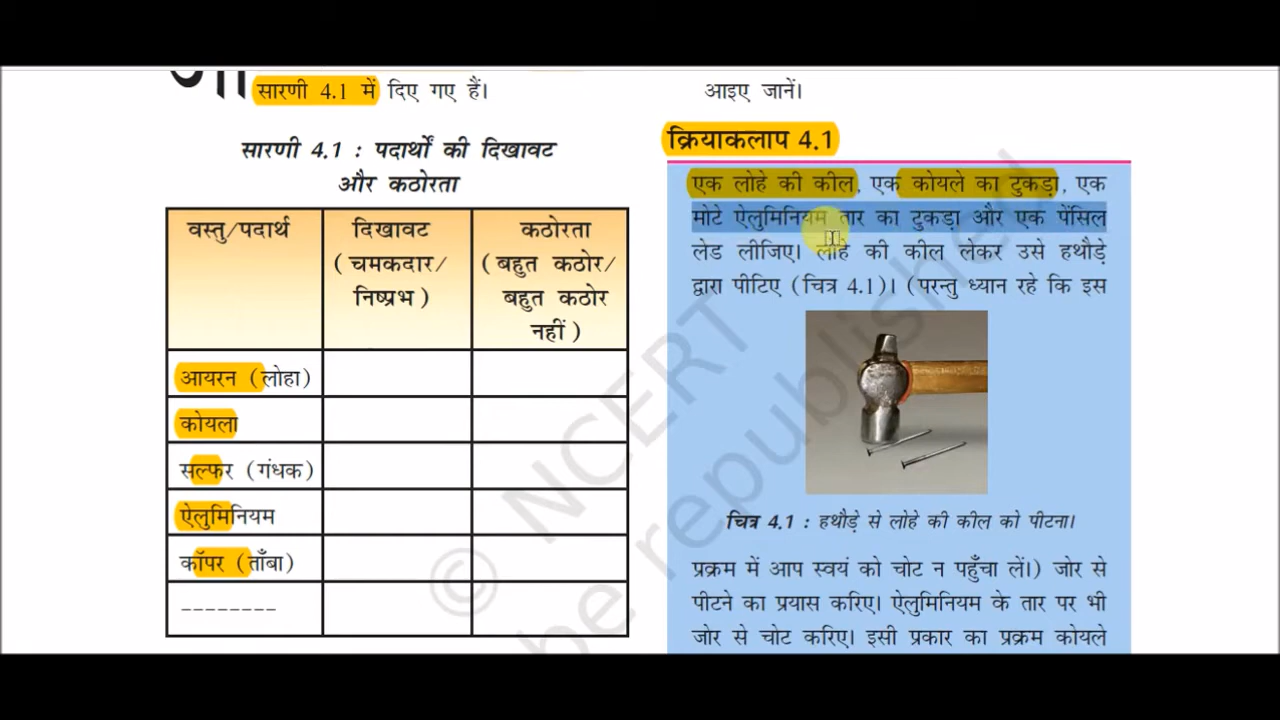 सारणी 4.1 में दिए गए हैं।
सारणी 4.1 : पदार्थों की दिखावट
और कठोरता
वस्तु/पदार्थ
दिखावट
(चमकदार/
निष्प्रभ)
कठोरता
(बहुत कठोर/
बहुत कठोर
नहीं)
आयरन (लोहा)
कोयला
सल्फर (गंधक)
ऐलुमिनियम
कॉपर (ताँबा)
--------
आइए जानें।
क्रियाकलाप 4.1
एक लोहे की कील, एक कोयले का टुकड़ा, एक
मोटे ऐलुमिनियम तार का टुकड़ा और एक पेंसिल
लेड लीजिए। लोहे की कील लेकर उसे हथौड़े
द्वारा पीटिए (चित्र 4.1)। (परन्तु ध्यान रहे कि इस
चित्र 4.1 : हथौड़े से लोहे की कील को पीटना।
प्रक्रम में आप स्वयं को चोट न पहुँचा लें।) जोर से
पीटने का प्रयास करिए। ऐलुमिनियम के तार पर भी
जोर से चोट करिए। इसी प्रकार का प्रक्रम कोयले
© NCERT
be republished